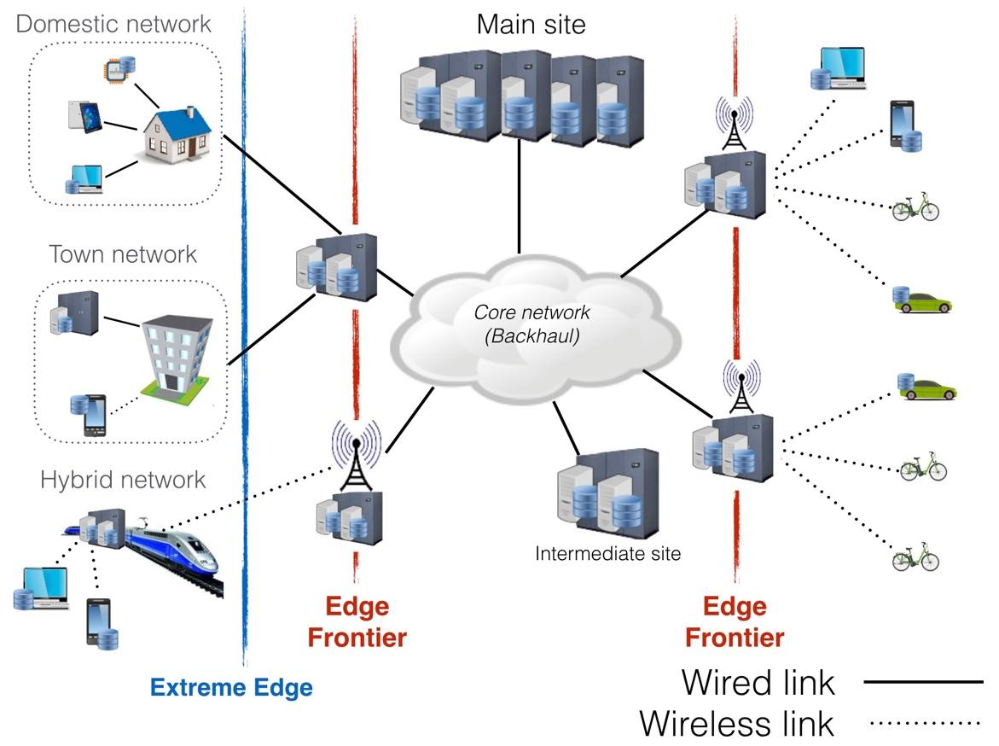 Domestic network
Main site
Town network
Core network
(Backhaul)
Hybrid network
Intermediate site
Edge
Frontier
Edge
Frontier
Extreme Edge
Wired link
Wireless link